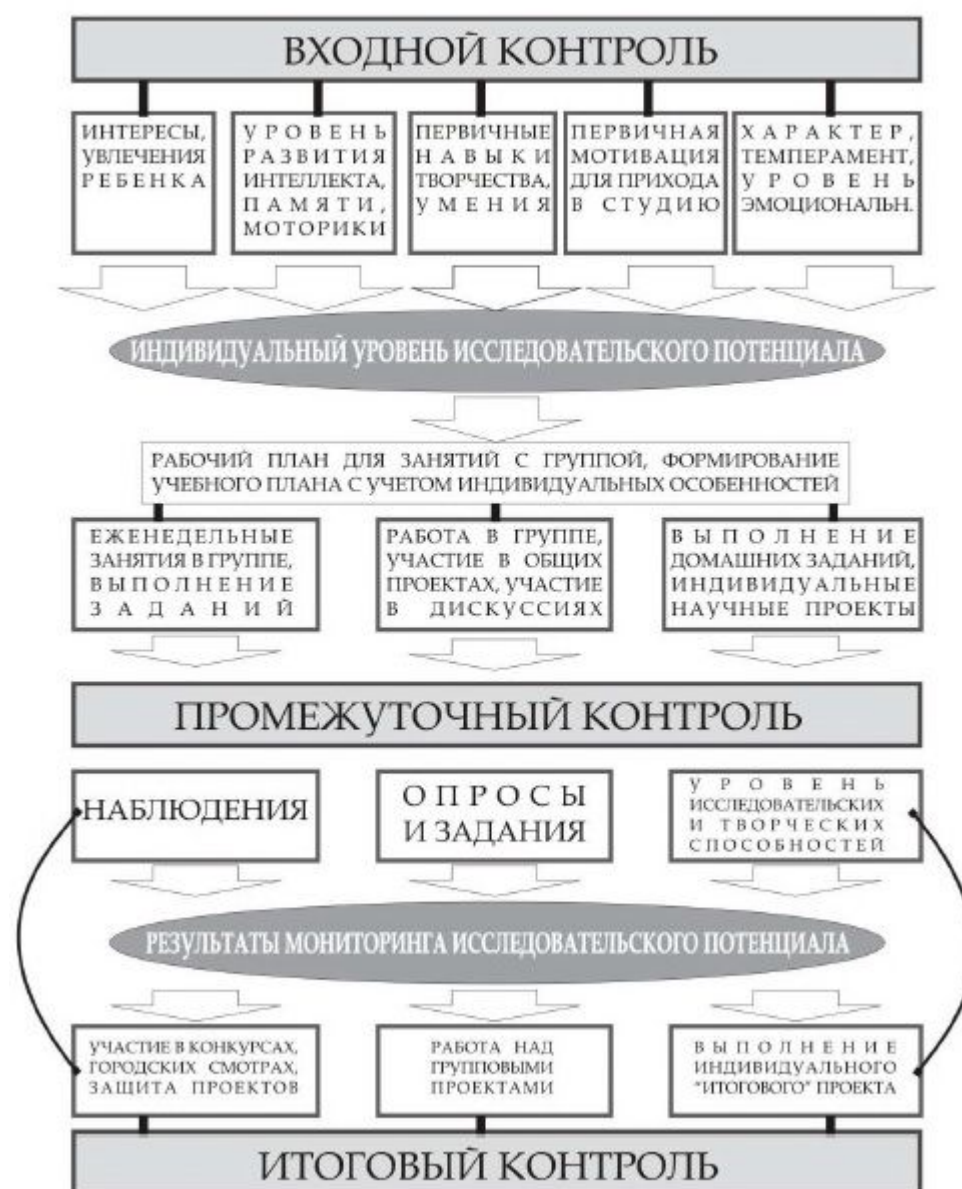 ВХОДНОЙ КОНТРОЛЬ
ИНТЕРЕСЫ,
УВЛЕЧЕНИЯ
РЕБЕНКА
УРОВЕНЬ
РАЗВИТИЯ
ИНТЕЛЛЕКТА,
ПАМЯТИ,
МОТОРИКИ
ПЕРВИЧНЫЕ
НАВЫКИ
ТВОРЧЕСТВА,
УМЕНИЯ
ПЕРВИЧНАЯ
МОТИВАЦИЯ
ДЛЯ ПРИХОДА
В СТУДИЮ
ХАРАКТЕР,
ТЕМПЕРАМЕНТ,
УРОВЕНЬ
ЭМОЦИОНАЛЬН.
ИНДИВИДУАЛЬНЫЙ УРОВЕНЬ ИССЛЕДОВАТЕЛЬСКОГО ПОТЕНЦИАЛА
РАБОЧИЙ ПЛАН ДЛЯ ЗАНЯТИЙ С ГРУППОЙ, ФОРМИРОВАНИЕ
УЧЕБНОГО ПЛАНА С УЧЕТОМ ИНДИВИДУАЛЬНЫХ ОСОБЕННОСТЕЙ
ЕЖЕНЕДЕЛЬНЫЕ
ЗАНЯТИЯ В ГРУППЕ,
ВЫПОЛНЕНИЕ
ЗАДАНИЙ
РАБОТА В ГРУППЕ,
УЧАСТИЕ В ОБЩИХ
ПРОЕКТАХ, УЧАСТИЕ
В ДИСКУССИЯХ
ВЫПОЛНЕНИЕ
ДОМАШНИХ ЗАДАНИЙ,
ИНДИВИДУАЛЬНЫЕ
НАУЧНЫЕ ПРОЕКТЫ
ПРОМЕЖУТОЧНЫЙ КОНТРОЛЬ
НАБЛЮДЕНИЯ
ОПРОСЫ
И ЗАДАНИЯ
УРОВЕНЬ
ИССЛЕДОВАТЕЛЬСКИХ
И ТВОРЧЕСКИХ
СПОСОБНОСТЕЙ
РЕЗУЛЬТАТЫ МОНИТОРИНГА ИССЛЕДОВАТЕЛЬСКОГО ПОТЕНЦИАЛА
УЧАСТИЕ В КОНКУРСАХ,
ГОРОДСКИХ СМОТРАХ,
ЗАЩИТА ПРОЕКТОВ
РАБОТА НАД
ГРУППОВЫМИ
ПРОЕКТАМИ
ВЫПОЛНЕНИЕ
ИНДИВИДУАЛЬНОГО
"ИТОГОВОГО" ПРОЕКТА
ИТОГОВЫЙ КОНТРОЛЬ